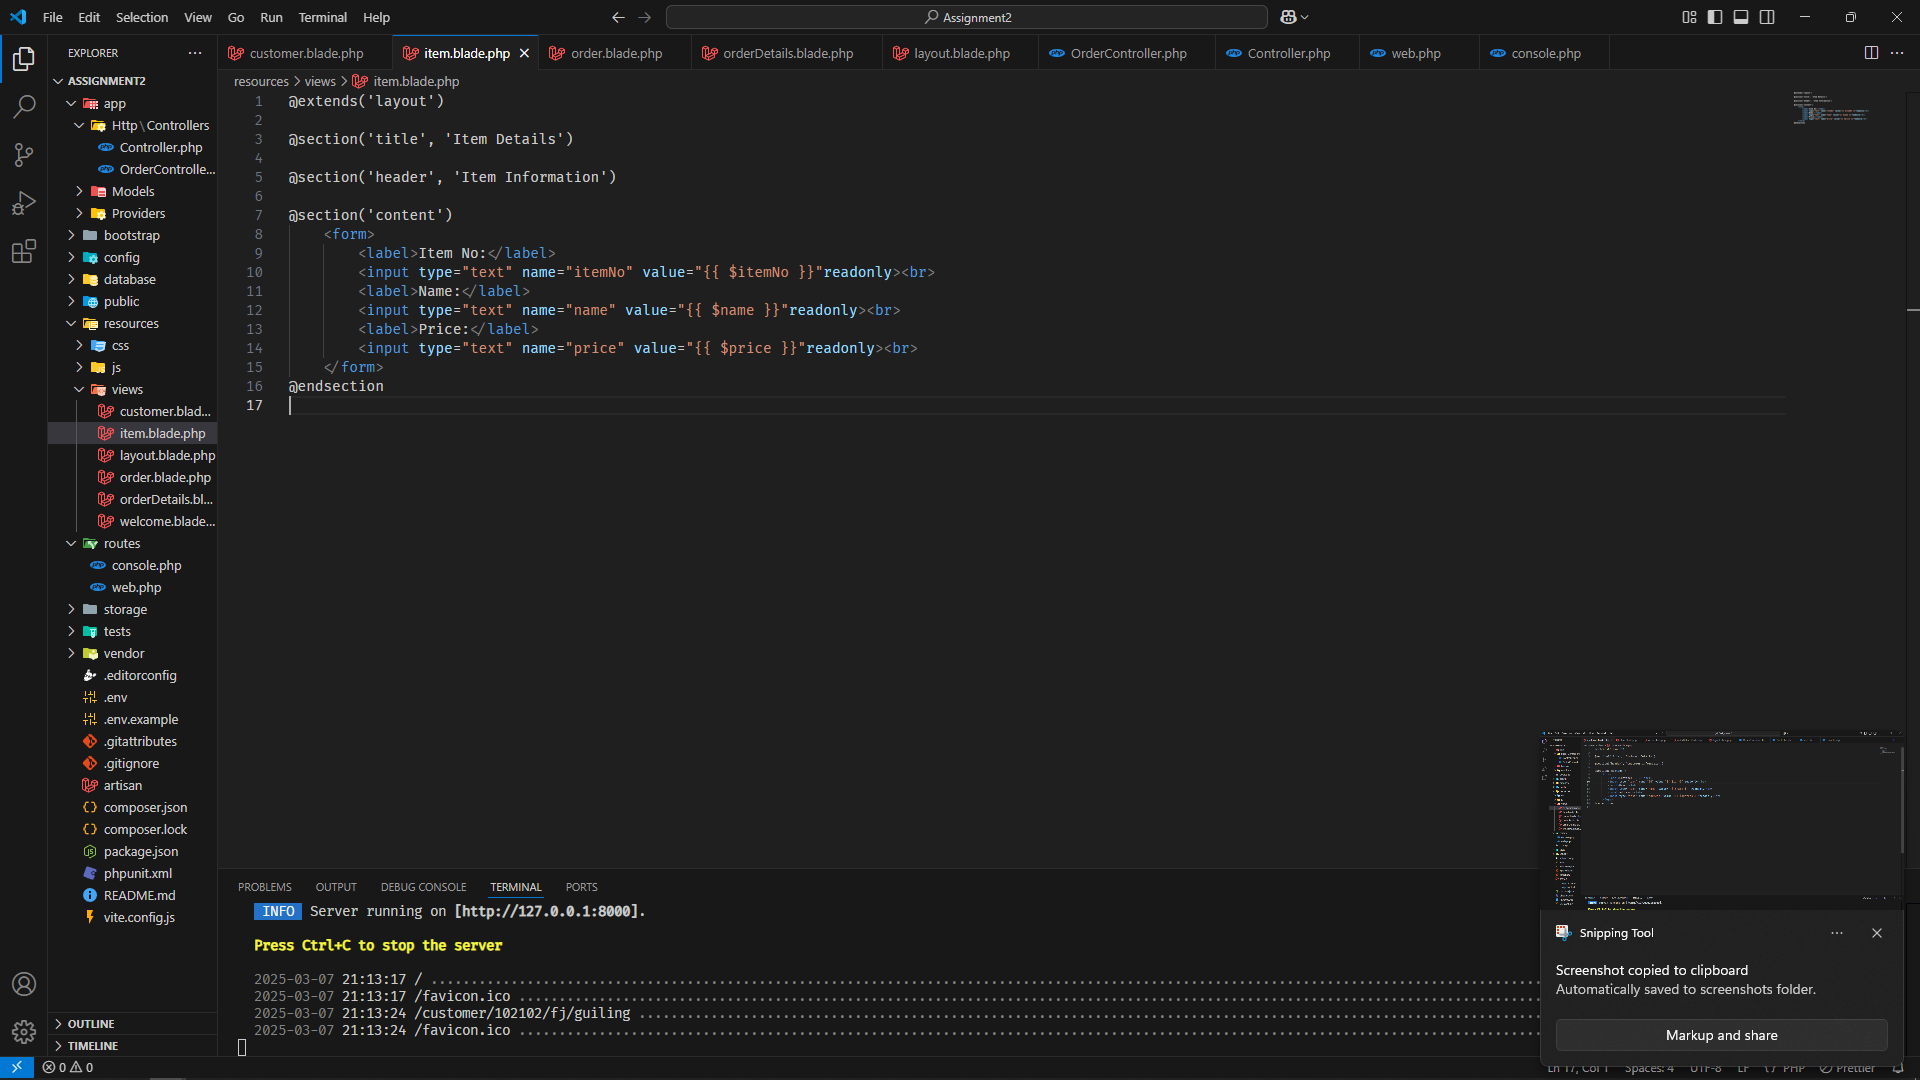 File Edit Selection View Go Run Terminal Help
Assignment2
EXPLORER
customer.blade.php
item.blade.php
order.blade.php
orderDetails.blade.php
layout.blade.php
OrderController.php
Controller.php
web.php
console.php
resources > views > item.blade.php
ASSIGNMENT2
app
Http\Controllers
Controller.php
OrderControlle...
Models
Providers
bootstrap
config
database
public
resources
css
js
views
customer.blad...
item.blade.php
layout.blade.php
order.blade.php
orderDetails.bl...
welcome.blade...
routes
console.php
web.php
storage
tests
vendor
.editorconfig
.env
.env.example
.gitattributes
.gitignore
artisan
composer.json
composer.lock
package.json
phpunit.xml
README.md
vite.config.js
OUTLINE
TIMELINE
1 @extends('layout')
2
3 @section('title', 'Item Details')
4
5 @section('header', 'Item Information')
6
7 @section('content')
8 <form>
9 <label>Item No:</label>
10 <input type="text" name="itemNo" value="{{ $itemNo }}"readonly><br>
11 <label>Name:</label>
12 <input type="text" name="name" value="{{ $name }}"readonly><br>
13 <label>Price:</label>
14 <input type="text" name="price" value="{{ $price }}"readonly><br>
15 </form>
16 @endsection
17
PROBLEMS OUTPUT DEBUG CONSOLE TERMINAL PORTS
INFO Server running on [http://127.0.0.1:8000].
Press Ctrl+C to stop the server
2025-03-07 21:13:17 / ........................................
2025-03-07 21:13:17 /favicon.ico ........................................
2025-03-07 21:13:24 /customer/102102/fj/guiling ........................................
2025-03-07 21:13:24 /favicon.ico ........................................
Snipping Tool
Screenshot copied to clipboard
Automatically saved to screenshots folder.
Markup and share
0 0
Ln 17, Col 1 Spaces: 4 UTF-8 LF PHP Prettier